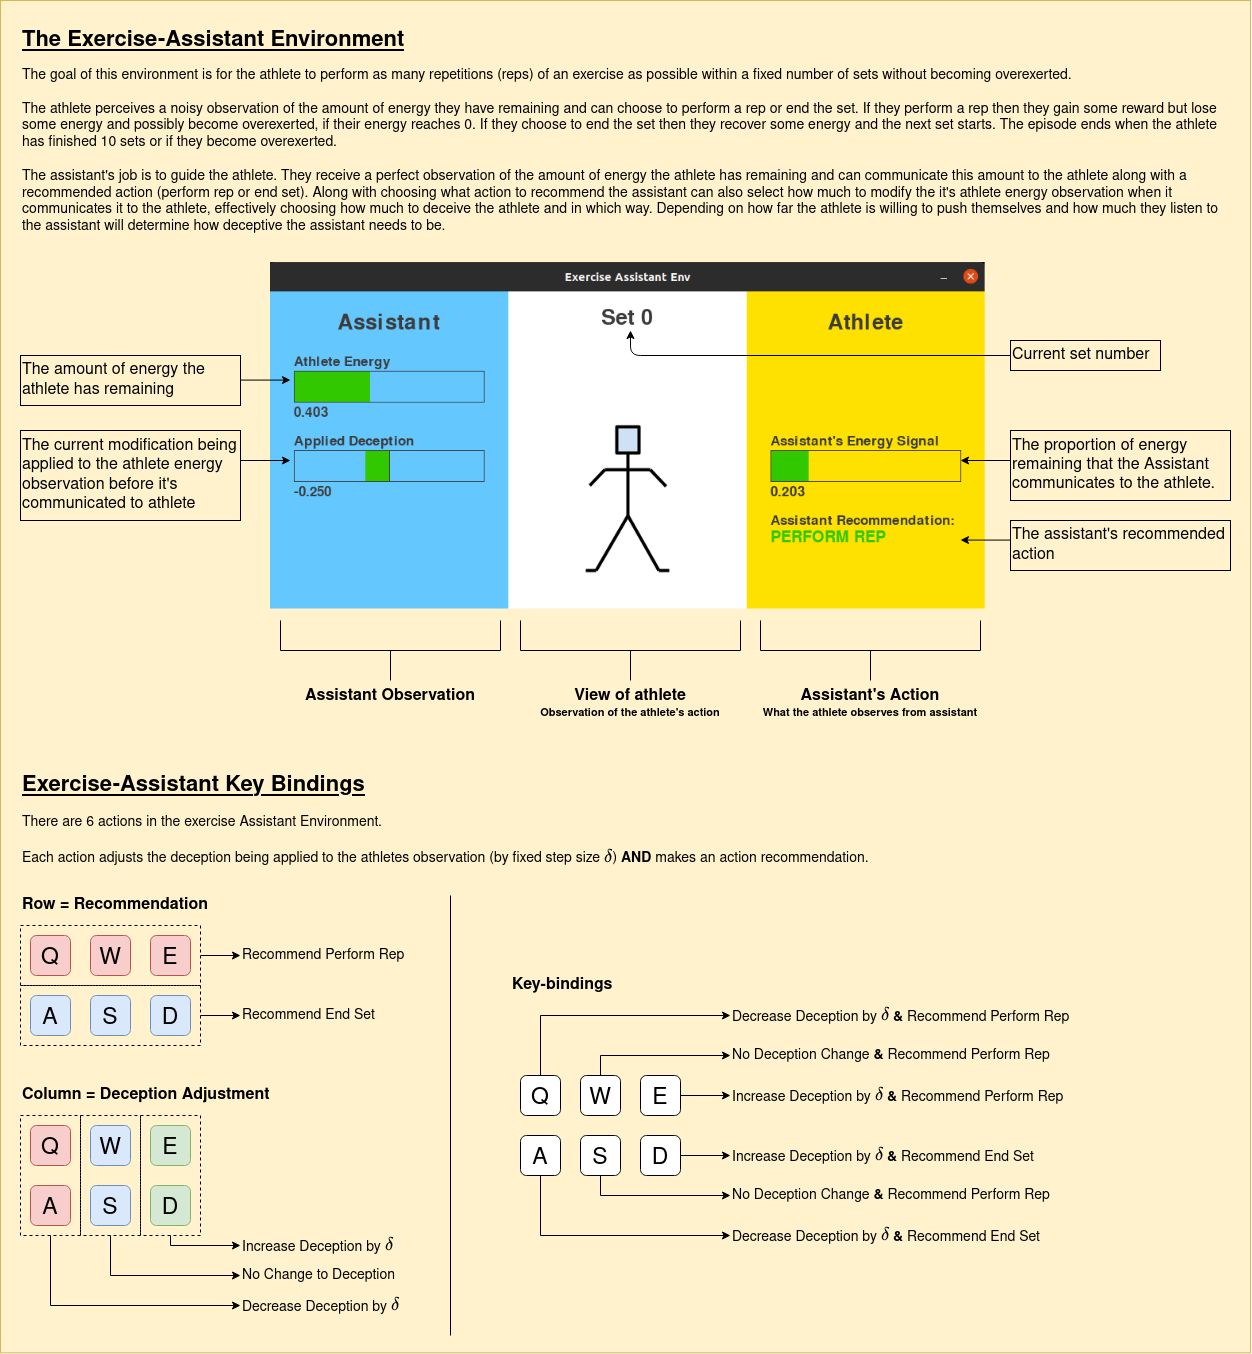 The Exercise-Assistant Environment
The goal of this environment is for the athlete to perform as many repetitions (reps) of an exercise as possible within a fixed number of sets without becoming overexerted.
The athlete perceives a noisy observation of the amount of energy they have remaining and can choose to perform a rep or end the set. If they perform a rep then they gain some reward but lose
some energy and possibly become overexerted, if their energy reaches 0. If they choose to end the set then they recover some energy and the next set starts. The episode ends when the athlete
has finished 10 sets or if they become overexerted.
The assistant's job is to guide the athlete. They receive a perfect observation of the amount of energy the athlete has remaining and can communicate this amount to the athlete along with a
recommended action (perform rep or end set). Along with choosing what action to recommend the assistant can also select how much to modify the it's athlete energy observation when it
communicates it to the athlete, effectively choosing how much to deceive the athlete and in which way. Depending on how far the athlete is willing to push themselves and how much they listen to
the assistant will determine how deceptive the assistant needs to be.
Exercise Assistant Env
Assistant
Set 0
Athlete
The amount of energy the
athlete has remaining
Athlete Energy
0.403
Current set number
The current modification being
applied to the athlete energy
observation before it's
communicated to athlete
Applied Deception
-0.250
Assistant's Energy Signal
0.203
The proportion of energy
remaining that the Assistant
communicates to the athlete.
Assistant Recommendation:
PERFORM REP
The assistant's recommended
action
Assistant Observation
View of athlete
Observation of the athlete's action
Assistant's Action
What the athlete observes from assistant
Exercise-Assistant Key Bindings
There are 6 actions in the exercise Assistant Environment.
Each action adjusts the deception being applied to the athletes observation (by fixed step size δ) AND makes an action recommendation.
Row = Recommendation
Q W E
Recommend Perform Rep
A S D
Recommend End Set
Column = Deception Adjustment
Q W E
A S D
Increase Deception by δ
No Change to Deception
Decrease Deception by δ
Key-bindings
Decrease Deception by δ & Recommend Perform Rep
No Deception Change & Recommend Perform Rep
Q W E
Increase Deception by δ & Recommend Perform Rep
A S D
Increase Deception by δ & Recommend End Set
No Deception Change & Recommend Perform Rep
Decrease Deception by δ & Recommend End Set